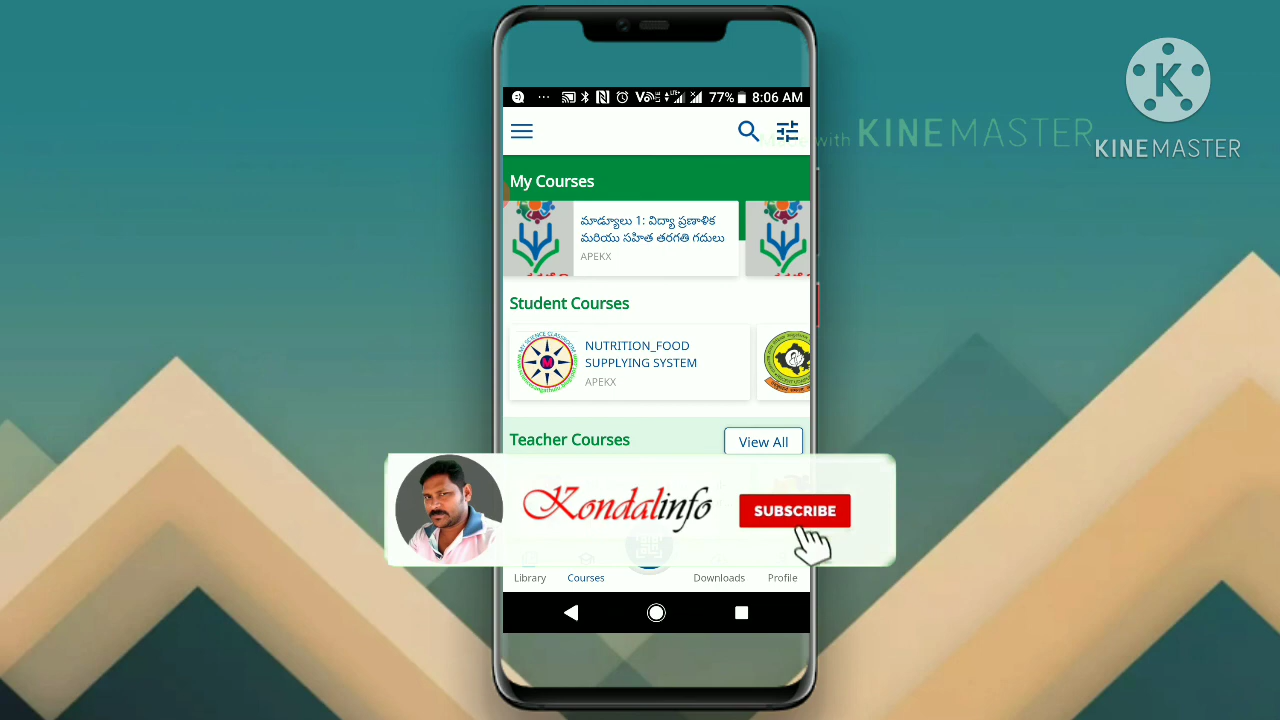 77% 8:06 AM
with KINEMASTER
KINEMASTER
My Courses
మాడ్యూలు 1: విద్యా ప్రణాళిక
మరియు సహిత తరగతి గదులు
APEKX
Student Courses
NUTRITION_FOOD
SUPPLYING SYSTEM
APEKX
Teacher Courses
View All
Kondalinfo
SUBSCRIBE
Library
Courses
Downloads
Profile